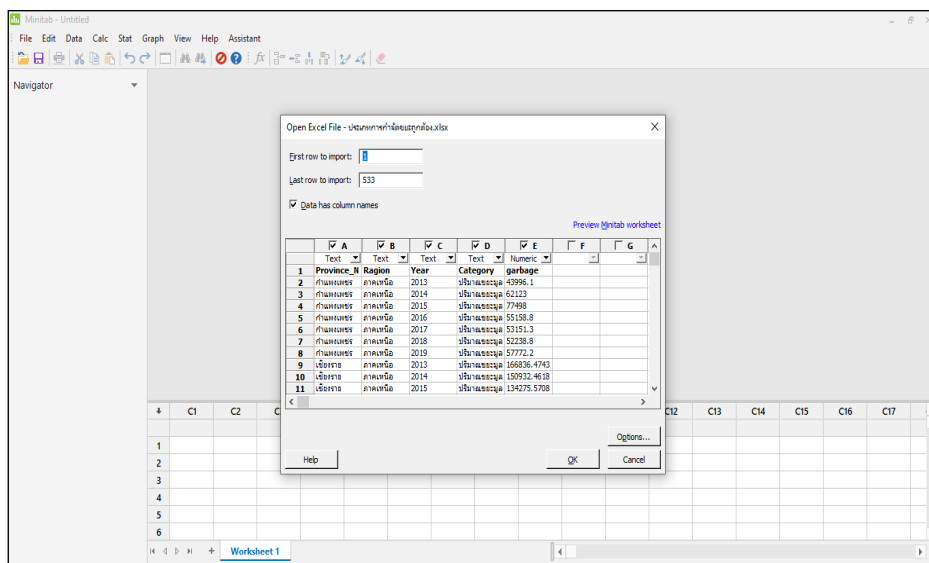 Minitab - Untitled
File Edit Data Calc Stat Graph View Help Assistant
Navigator
Open Excel File - ประเภทการกำจัดขยะถูกต้อง.xlsx
First row to import: 1
Last row to import: 533
Data has column names
Preview Minitab worksheet
A B C D E F G
Text Text Text Text Numeric
1 Province_N Ragion Year Category garbage
2 กำแพงเพชร ภาคเหนือ 2013 ปริมาณขยะมูล 43996.1
3 กำแพงเพชร ภาคเหนือ 2014 ปริมาณขยะมูล 62123
4 กำแพงเพชร ภาคเหนือ 2015 ปริมาณขยะมูล 77498
5 กำแพงเพชร ภาคเหนือ 2016 ปริมาณขยะมูล 55158.8
6 กำแพงเพชร ภาคเหนือ 2017 ปริมาณขยะมูล 53151.3
7 กำแพงเพชร ภาคเหนือ 2018 ปริมาณขยะมูล 52238.8
8 กำแพงเพชร ภาคเหนือ 2019 ปริมาณขยะมูล 57772.2
9 เชียงราย ภาคเหนือ 2013 ปริมาณขยะมูล 166836.4743
10 เชียงราย ภาคเหนือ 2014 ปริมาณขยะมูล 150932.4618
11 เชียงราย ภาคเหนือ 2015 ปริมาณขยะมูล 134275.5708
Options...
Help OK Cancel
C1 C2 C C12 C13 C14 C15 C16 C17
1
2
3
4
5
6
Worksheet 1